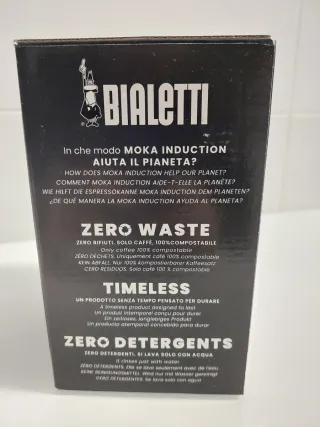 BIALETTI
In che modo MOKA INDUCTION
AIUTA IL PIANETA?
HOW DOES MOKA INDUCTION HELP OUR PLANET?
COMMENT MOKA INDUCTION AIDE-T-ELLE LA PLANÈTE?
WIE HILFT DIE ESPRESSOKANNE MOKA INDUCTION DEM PLANETEN?
¿DE QUÉ MANERA LA MOKA INDUCTION AYUDA AL PLANETA?
ZERO WASTE
ZERO RIFIUTI, SOLO CAFFÈ, 100%COMPOSTABILE
Only coffee 100% compostable
ZÉRO DÉCHETS, Uniquement café 100% compostable
KEIN ABFALL, Nur 100% kompostierbarer Kaffeesatz
CERO RESIDUOS, Solo café 100 % compostable
TIMELESS
UN PRODOTTO SENZA TEMPO PENSATO PER DURARE
A timeless product designed to last
Un produit intemporel conçu pour durer
Ein zeitloses, langlebiges Produkt
Un producto atemporal concebido para durar
ZERO DETERGENTS
ZERO DETERGENTI, SI LAVA SOLO CON ACQUA
It rinses just with water
ZÉRO DÉTERGENTS, Elle se lave seulement avec de l'eau
KEINE REINIGUNGSMITTEL, Wird nur mit Wasser gereinigt
CERO DETERGENTES, Se lava solo con agua